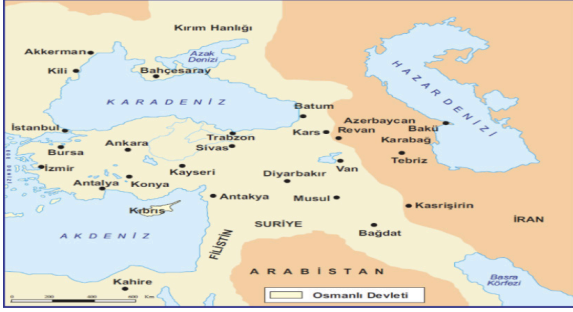 Kırım Hanlığı
Akkerman
Azak
Denizi
Kili
Bahçesaray
HAZAR DENİZİ
KARADENİZ
Batum
Azerbaycan
İstanbul
Trabzon
Kars
Revan
Bakü
Bursa
Ankara
Sivas
Karabağ
İzmir
Kayseri
Van
Tebriz
Antalya
Konya
Diyarbakır
Antakya
Musul
Kasrışirin
Kıbrıs
SURİYE
İRAN
AKDENİZ
FİLİSTİN
Bağdat
ARABİSTAN
Basra
Körfezi
Kahire
0 200 400 600 Km
Osmanlı Devleti